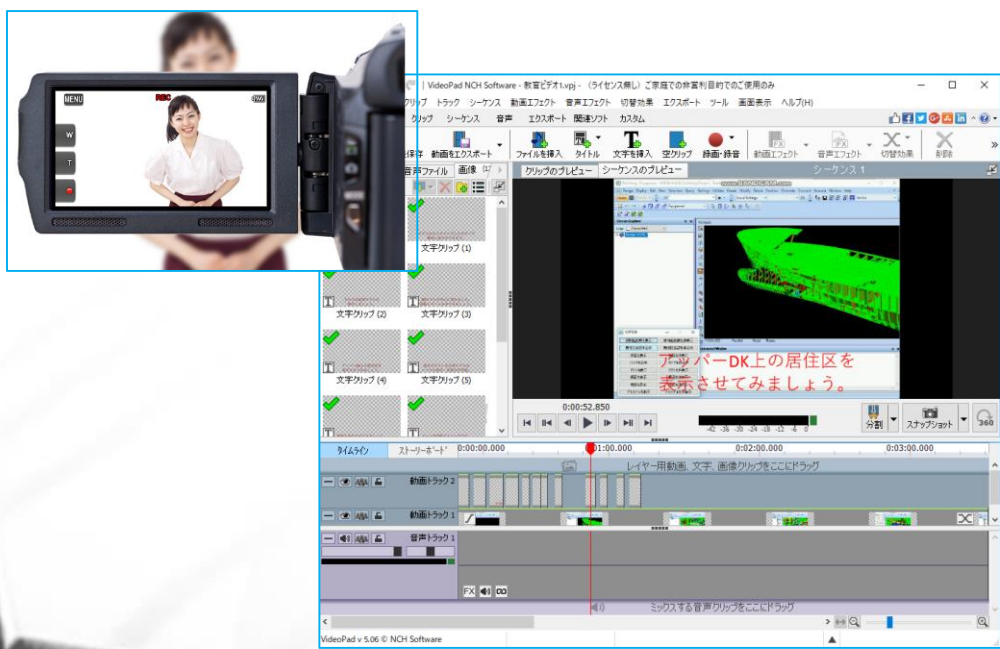 MENU
REC
W
T
VideoPad NCH Software - 教官ビデオ1.vpj - （ライセンス無し）ご家庭での非営利目的でのご使用のみ
クリップ トラック シーケンス 動画エフェクト 音声エフェクト 切替効果 エクスポート ツール 画面表示 ヘルプ(H)
クリップ シーケンス 音声 エクスポート 関連ソフト カスタム
保存 動画をエクスポート ファイルを挿入 タイトル 文字を挿入 空クリップ 録画・録音 動画エフェクト 音声エフェクト 切替効果 削除
音声ファイル 画像
クリップのプレビュー シーケンスのプレビュー シーケンス 1
文字クリップ (1)
文字クリップ (2) 文字クリップ (3)
文字クリップ (4) 文字クリップ (5)
アッパーDK上の居住区を
表示させてみましょう。
0:00:52.850
-42 -36 -30 -24 -18 -12 -6 0
分割 スナップショット 360
タイムライン ストーリーボード 0:00:00.000 0:01:00.000 0:02:00.000 0:03:00.000
レイヤー用動画、文字、画像クリップをここにドラッグ
動画トラック 2
動画トラック 1
音声トラック 1
FX
ミックスする音声クリップをここにドラッグ
VideoPad v 5.06 © NCH Software